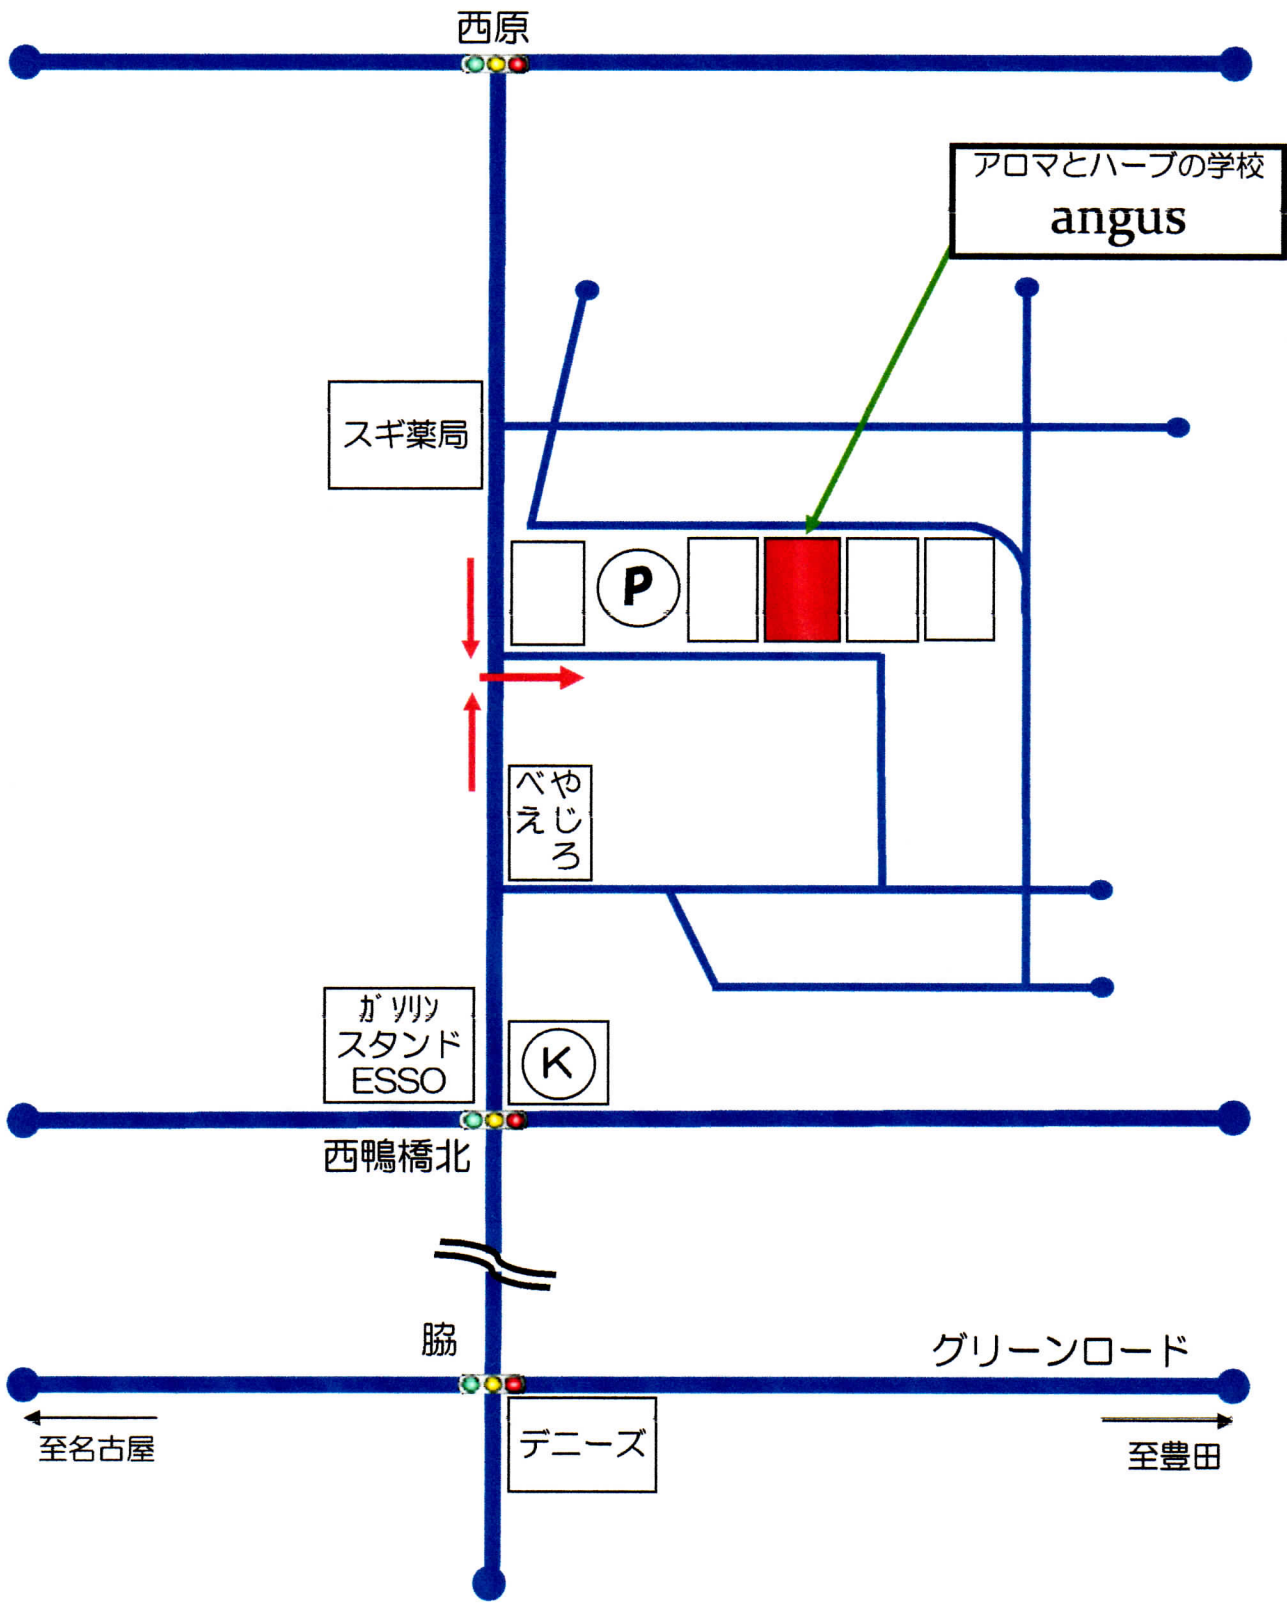 西原
アロマとハーブの学校
angus
スギ薬局
P
やじろ
べえ
ガソリン
スタンド
ESSO
K
西鴨橋北
脇
グリーンロード
至名古屋
デニーズ
至豊田